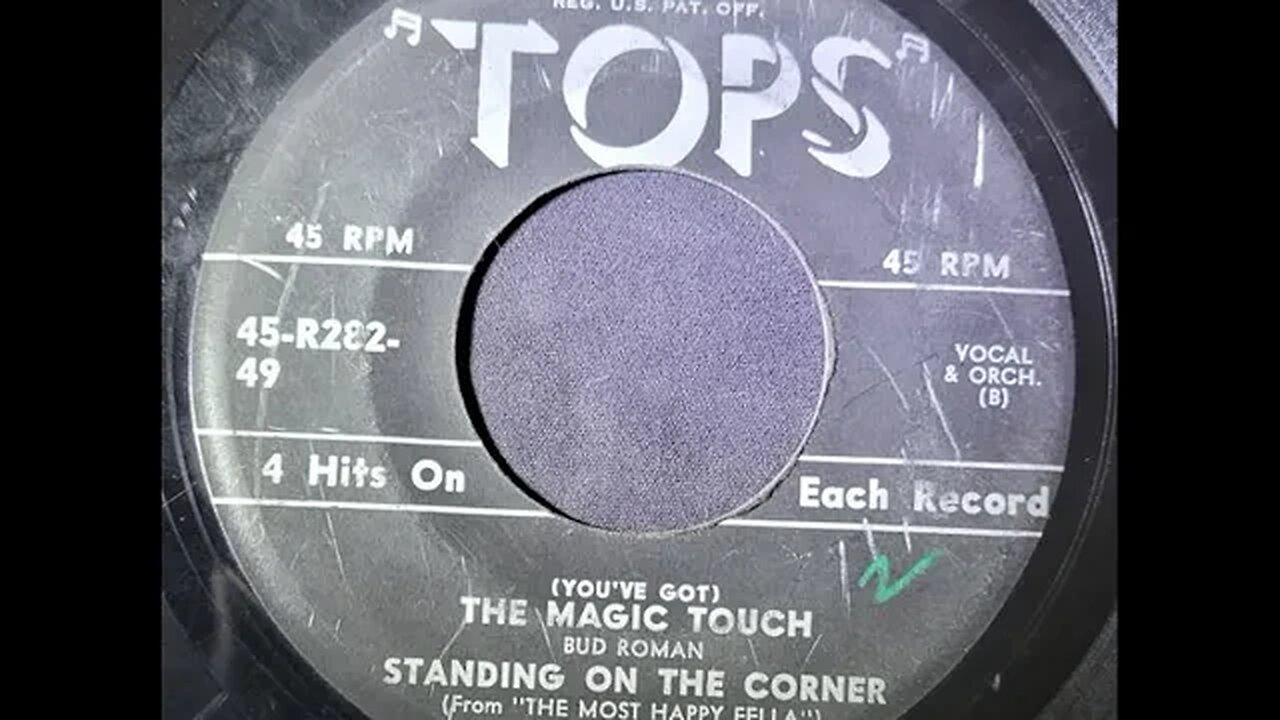 REG. U.S. PAT. OFF.
"TOPS"
45 RPM
45 RPM
45-R282-
49
VOCAL
& ORCH.
(B)
4 Hits On
Each Record
(YOU'VE GOT)
THE MAGIC TOUCH
BUD ROMAN
STANDING ON THE CORNER
(From "THE MOST HAPPY FELLA")